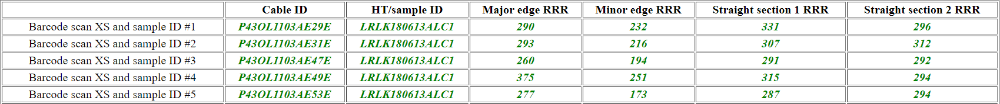 Cable ID HT/sample ID Major edge RRR Minor edge RRR Straight section 1 RRR Straight section 2 RRR
Barcode scan XS and sample ID #1 P43OL1103AE29E LRLK180613ALC1 290 232 331 296
Barcode scan XS and sample ID #2 P43OL1103AE31E LRLK180613ALC1 293 216 307 312
Barcode scan XS and sample ID #3 P43OL1103AE47E LRLK180613ALC1 260 194 291 292
Barcode scan XS and sample ID #4 P43OL1103AE49E LRLK180613ALC1 375 251 315 294
Barcode scan XS and sample ID #5 P43OL1103AE53E LRLK180613ALC1 277 173 287 294